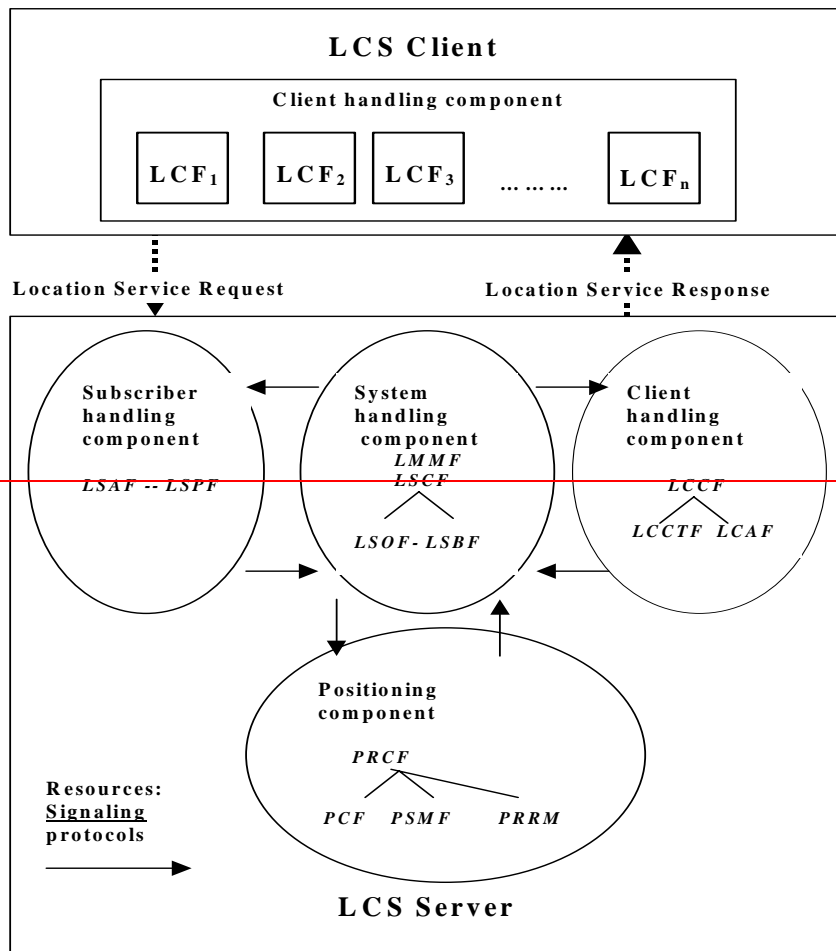 LCS Client
Client handling component
LCF1
LCF2
LCF3
... ... ...
LCFn
Location Service Request
Location Service Response
Subscriber
handling
component
LSAF -- LSPF
System
handling
component
LMMF
LSCF
LSOF- LSBF
Client
handling
component
LCCF
LCCTF LCAF
Positioning
component
PRCF
PCF PSMF PRRM
Resources:
Signaling
protocols
LCS Server